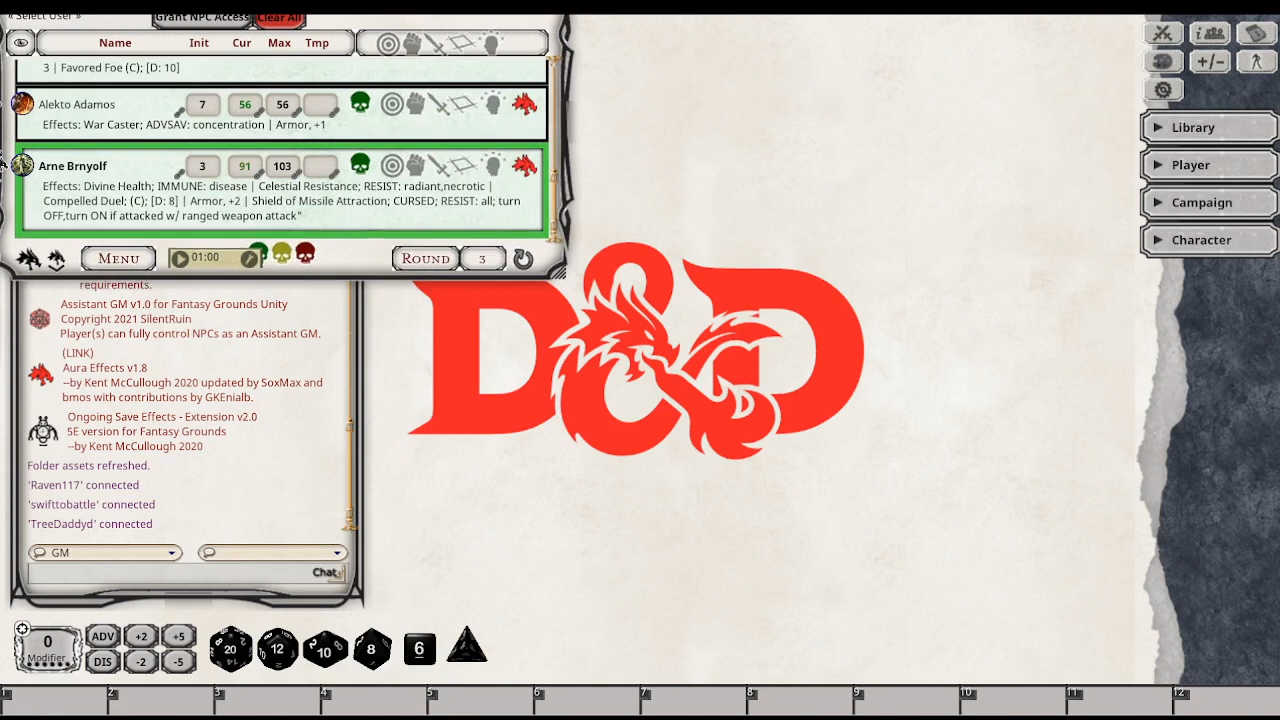 « Select User »
Grant NPC Access
Clear All
Name Init Cur Max Tmp
3 | Favored Foe (C); [D: 10]
Alekto Adamos 7 56 56
Effects: War Caster; ADVSAV: concentration | Armor, +1
Arne Brnyolf 3 91 103
Effects: Divine Health; IMMUNE: disease | Celestial Resistance; RESIST: radiant,necrotic |
Compelled Duel; (C); [D: 8] | Armor, +2 | Shield of Missile Attraction; CURSED; RESIST: all; turn
OFF,turn ON if attacked w/ ranged weapon attack"
MENU 01:00 ROUND 3
requirements.
Assistant GM v1.0 for Fantasy Grounds Unity
Copyright 2021 SilentRuin
Player(s) can fully control NPCs as an Assistant GM.
(LINK)
Aura Effects v1.8
--by Kent McCullough 2020 updated by SoxMax and
bmos with contributions by GKEnialb.
Ongoing Save Effects - Extension v2.0
5E version for Fantasy Grounds
--by Kent McCullough 2020
Folder assets refreshed.
'Raven117' connected
'swifttobattle' connected
'TreeDaddyd' connected
GM
Chat
D&D
+/-
Library
Player
Campaign
Character
0
Modifier
ADV +2 +5
DIS -2 -5
20 12 10 8 6
1 2 3 4 5 6 7 8 9 10 11 12